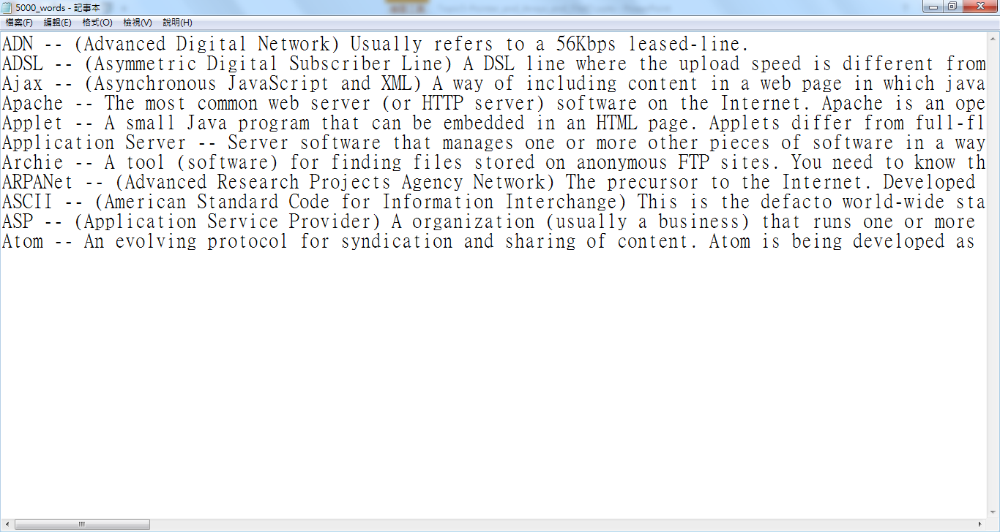 5000_words - 記事本
檔案(F) 編輯(E) 格式(O) 檢視(V) 說明(H)
ADN -- (Advanced Digital Network) Usually refers to a 56Kbps leased-line.
ADSL -- (Asymmetric Digital Subscriber Line) A DSL line where the upload speed is different from
Ajax -- (Asynchronous JavaScript and XML) A way of including content in a web page in which java
Apache -- The most common web server (or HTTP server) software on the Internet. Apache is an ope
Applet -- A small Java program that can be embedded in an HTML page. Applets differ from full-fl
Application Server -- Server software that manages one or more other pieces of software in a way
Archie -- A tool (software) for finding files stored on anonymous FTP sites. You need to know th
ARPANet -- (Advanced Research Projects Agency Network) The precursor to the Internet. Developed
ASCII -- (American Standard Code for Information Interchange) This is the defacto world-wide sta
ASP -- (Application Service Provider) A organization (usually a business) that runs one or more
Atom -- An evolving protocol for syndication and sharing of content. Atom is being developed as